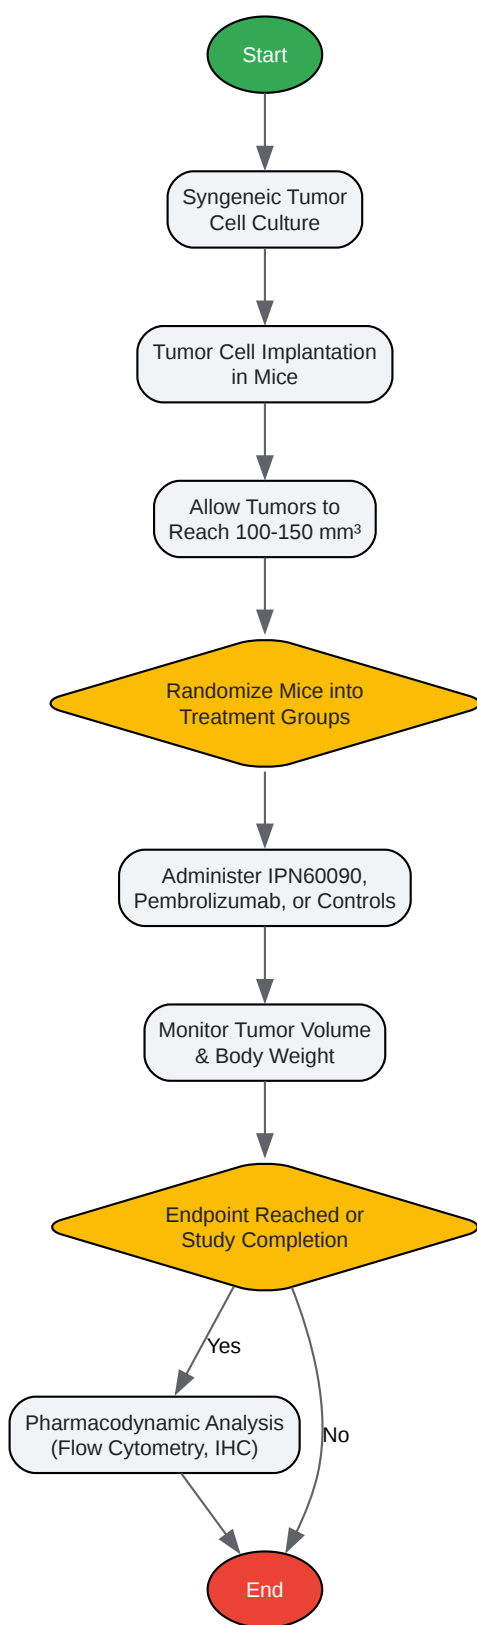 Start
Syngeneic Tumor
Cell Culture
Tumor Cell Implantation
in Mice
Allow Tumors to
Reach 100-150 mm³
Randomize Mice into
Treatment Groups
Administer IPN60090,
Pembrolizumab, or Controls
Monitor Tumor Volume
& Body Weight
Endpoint Reached or
Study Completion
Yes
Pharmacodynamic Analysis
(Flow Cytometry, IHC)
No
End